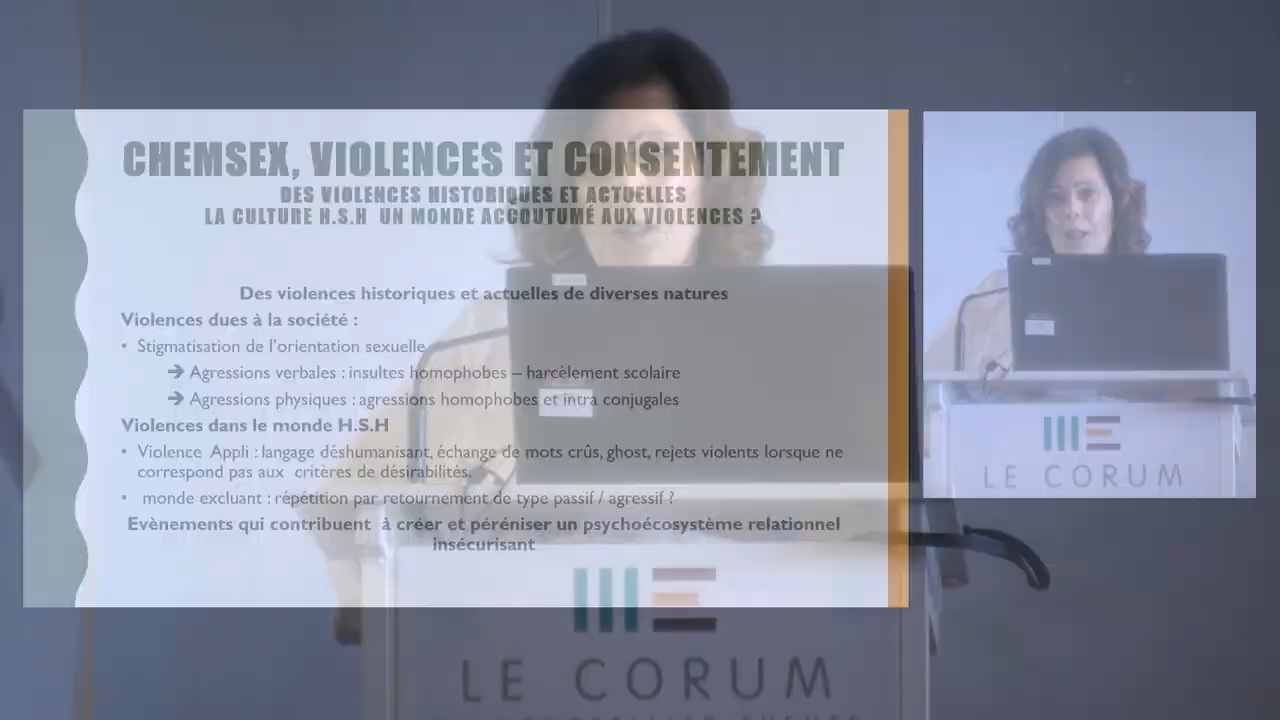 CHEMSEX, VIOLENCES ET CONSENTEMENT
DES VIOLENCES HISTORIQUES ET ACTUELLES
LA CULTURE H.S.H UN MONDE ACCOUTUMÉ AUX VIOLENCES ?
Des violences historiques et actuelles de diverses natures
Violences dues à la société :
• Stigmatisation de l'orientation sexuelle
➔ Agressions verbales : insultes homophobes – harcèlement scolaire
➔ Agressions physiques : agressions homophobes et intra conjugales
Violences dans le monde H.S.H
• Violence Appli : langage déshumanisant, échange de mots crûs, ghost, rejets violents lorsque ne
correspond pas aux critères de désirabilités.
• monde excluant : répétition par retournement de type passif / agressif ?
Evènements qui contribuent à créer et péréniser un psychoécosystème relationnel
insécurisant
LE CORUM
LE CORUM